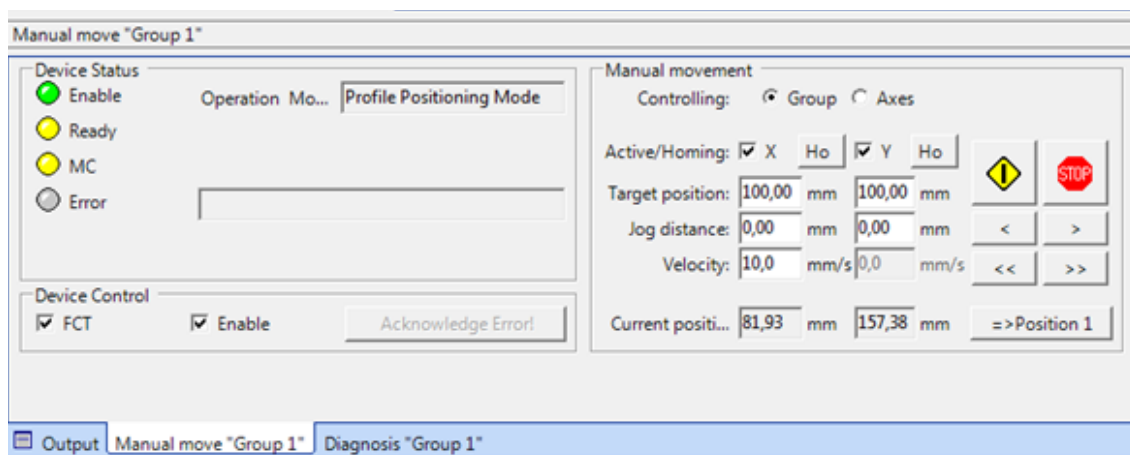 Manual move "Group 1"
Device Status
Enable
Operation Mo... Profile Positioning Mode
Ready
MC
Error
Device Control
FCT Enable Acknowledge Error!
Manual movement
Controlling: Group Axes
Active/Homing: X Ho Y Ho
STOP
Target position: 100,00 mm 100,00 mm
Jog distance: 0,00 mm 0,00 mm < >
Velocity: 10,0 mm/s 0,0 mm/s << >>
Current positi... 81,93 mm 157,38 mm =>Position 1
Output Manual move "Group 1" Diagnosis "Group 1"